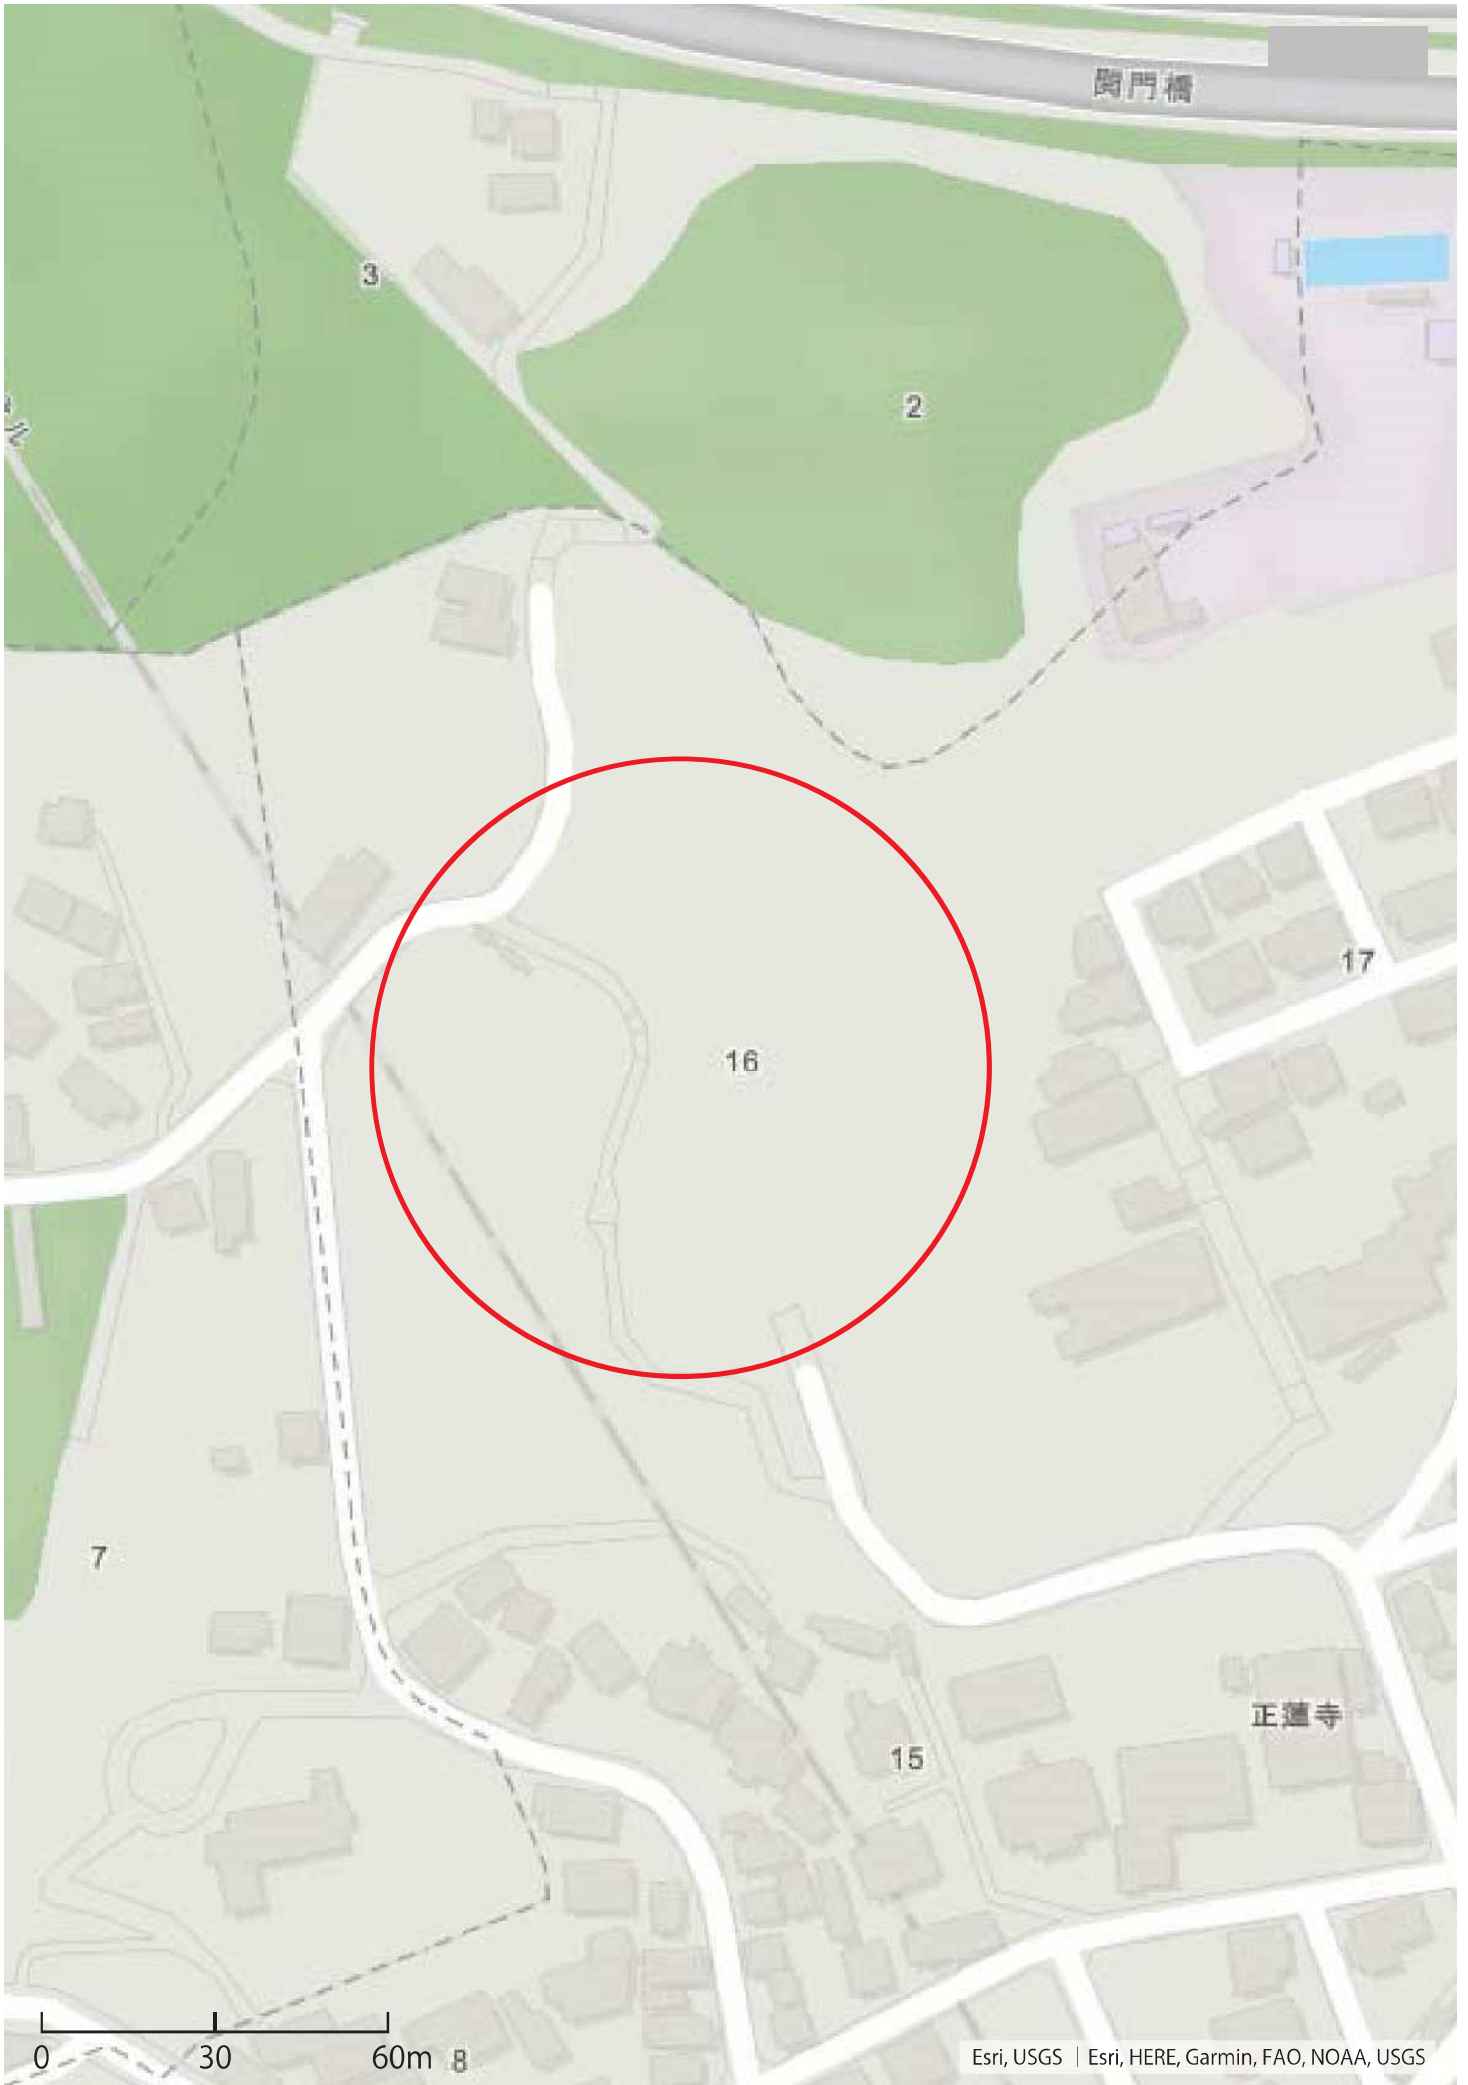 関門橋
3
2
17
16
7
正蓮寺
15
0 30 60m
8
Esri, USGS | Esri, HERE, Garmin, FAO, NOAA, USGS